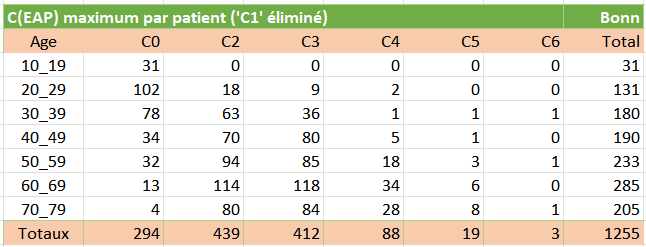 C(EAP) maximum par patient ('C1' éliminé) Bonn
Age C0 C2 C3 C4 C5 C6 Total
10_19 31 0 0 0 0 0 31
20_29 102 18 9 2 0 0 131
30_39 78 63 36 1 1 1 180
40_49 34 70 80 5 1 0 190
50_59 32 94 85 18 3 1 233
60_69 13 114 118 34 6 0 285
70_79 4 80 84 28 8 1 205
Totaux 294 439 412 88 19 3 1255